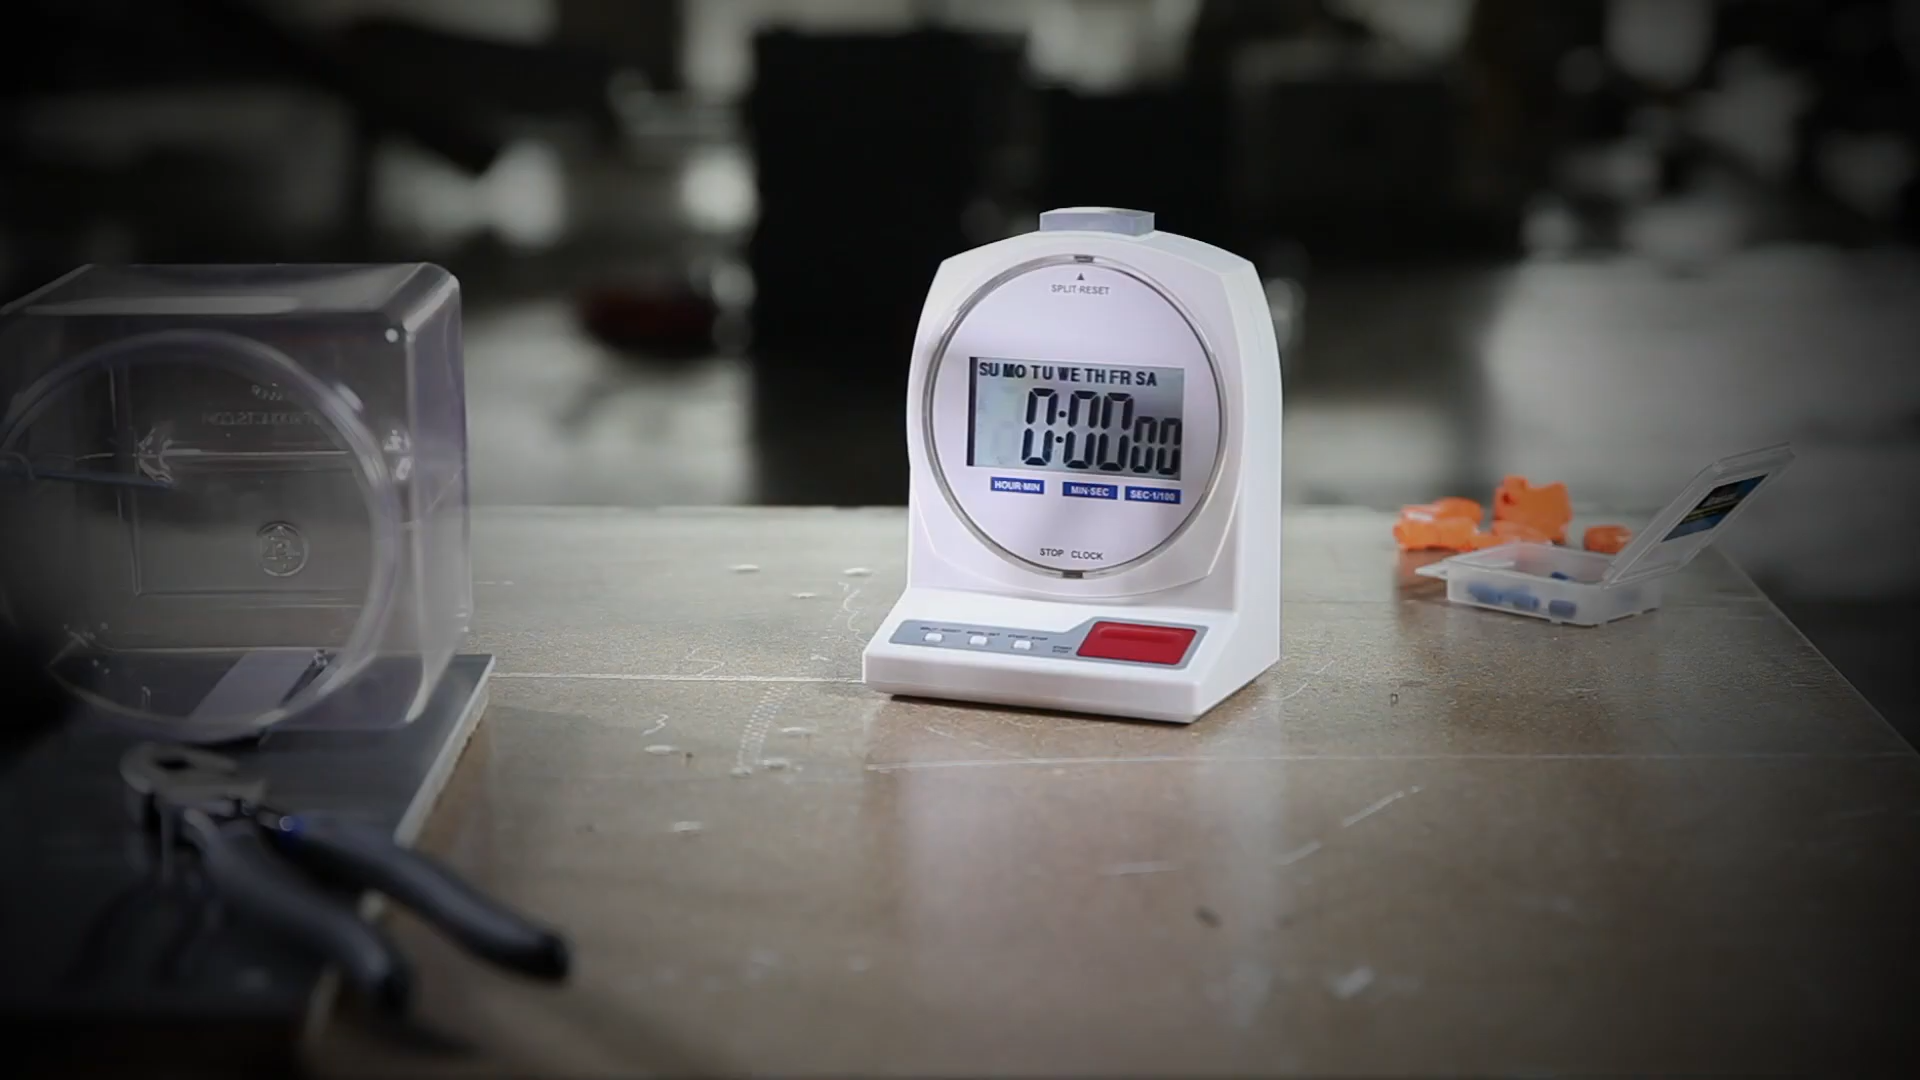 SPLIT·RESET
SU MO TU WE TH FR SA
0:00 00
HOUR·MIN MIN·SEC SEC·1/100
STOP CLOCK